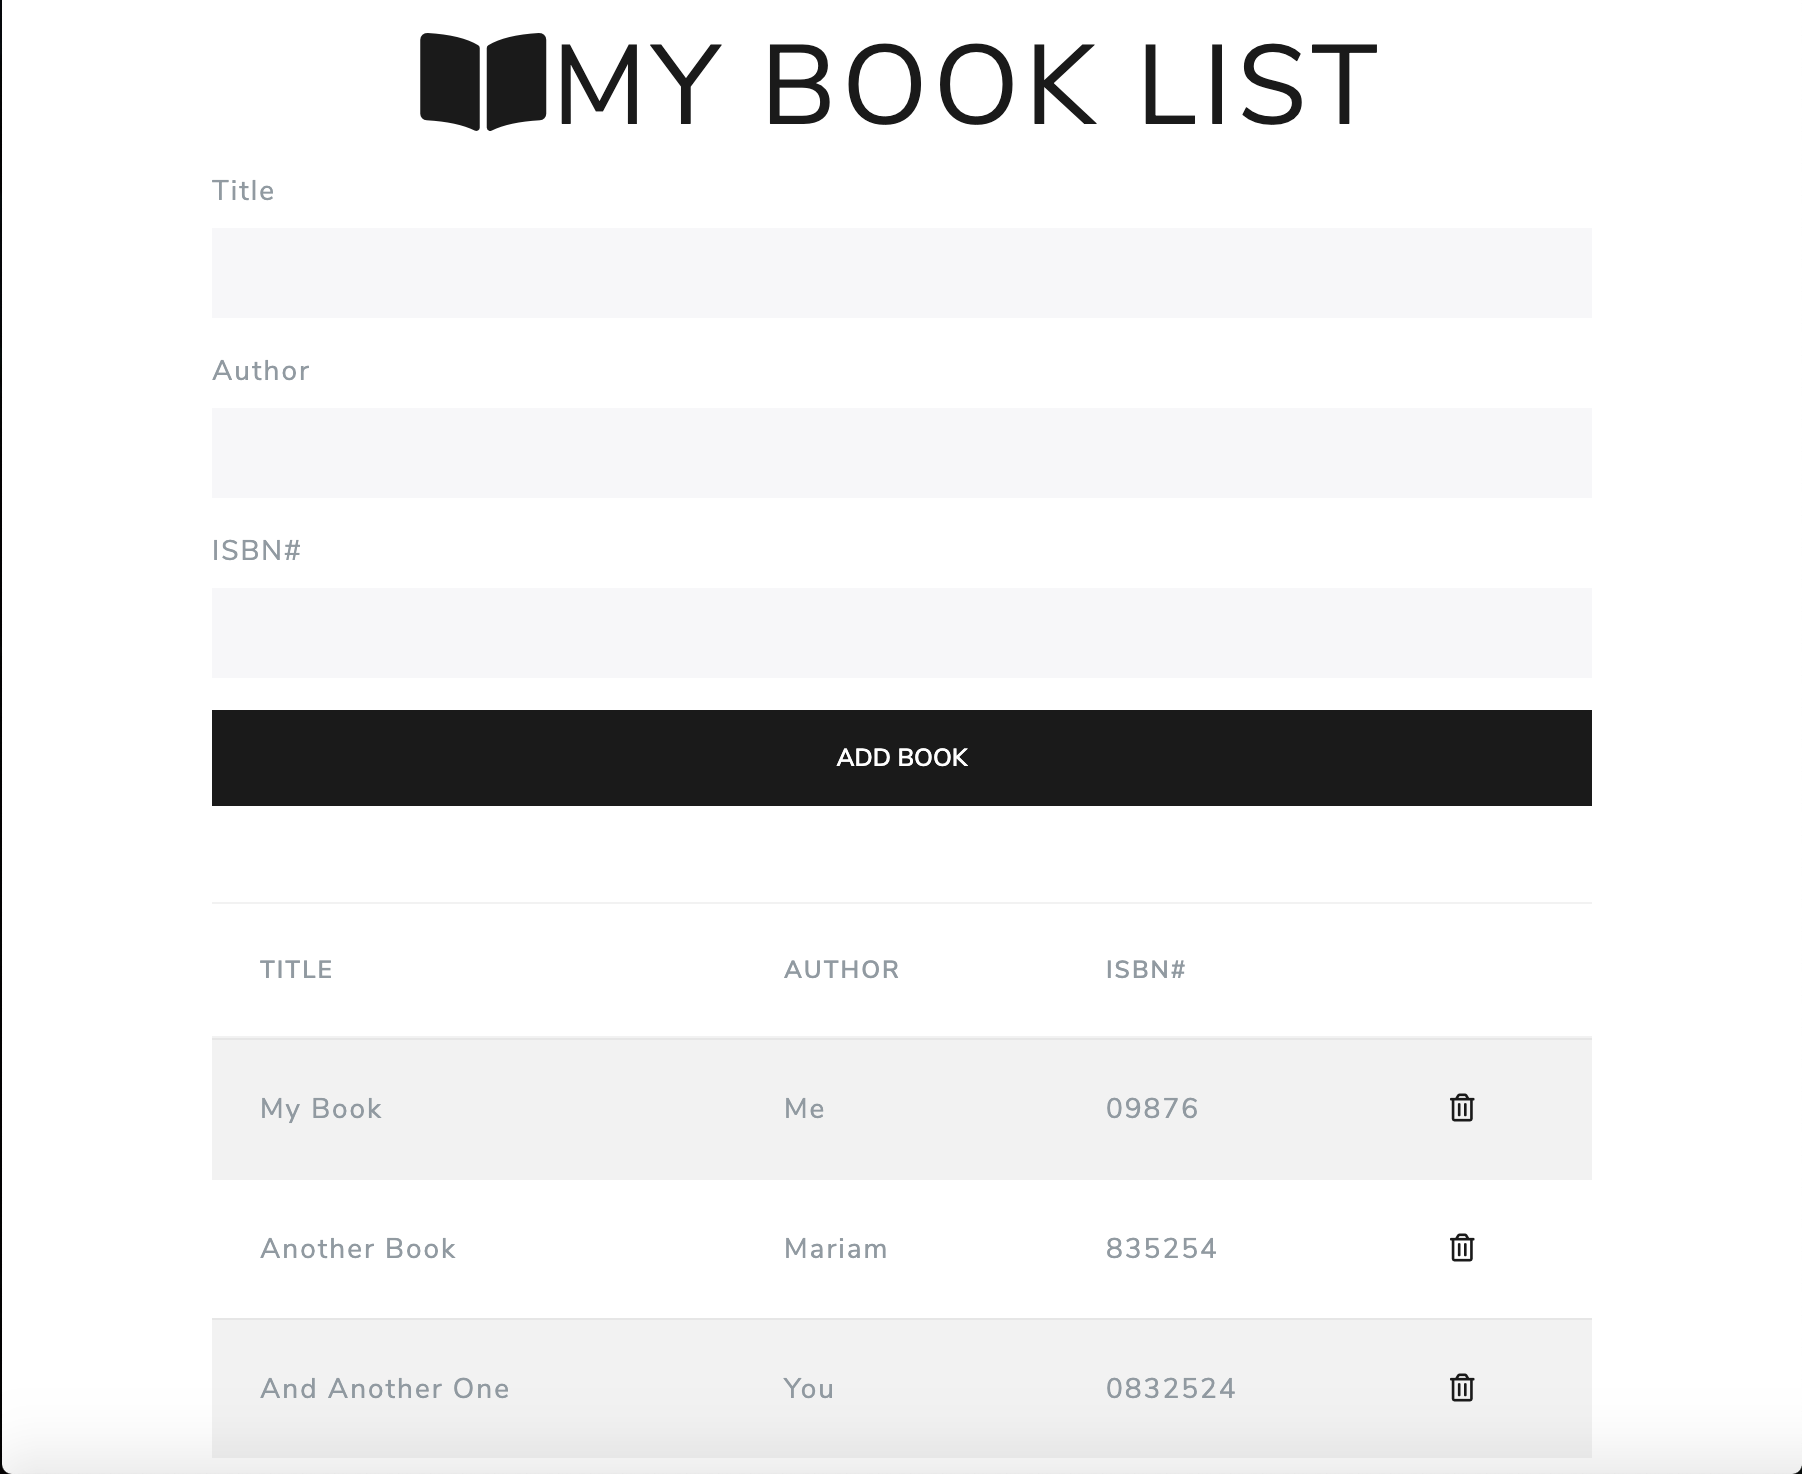 MY BOOK LIST
Title
Author
ISBN#
ADD BOOK
TITLE AUTHOR ISBN#
My Book Me 09876
Another Book Mariam 835254
And Another One You 0832524